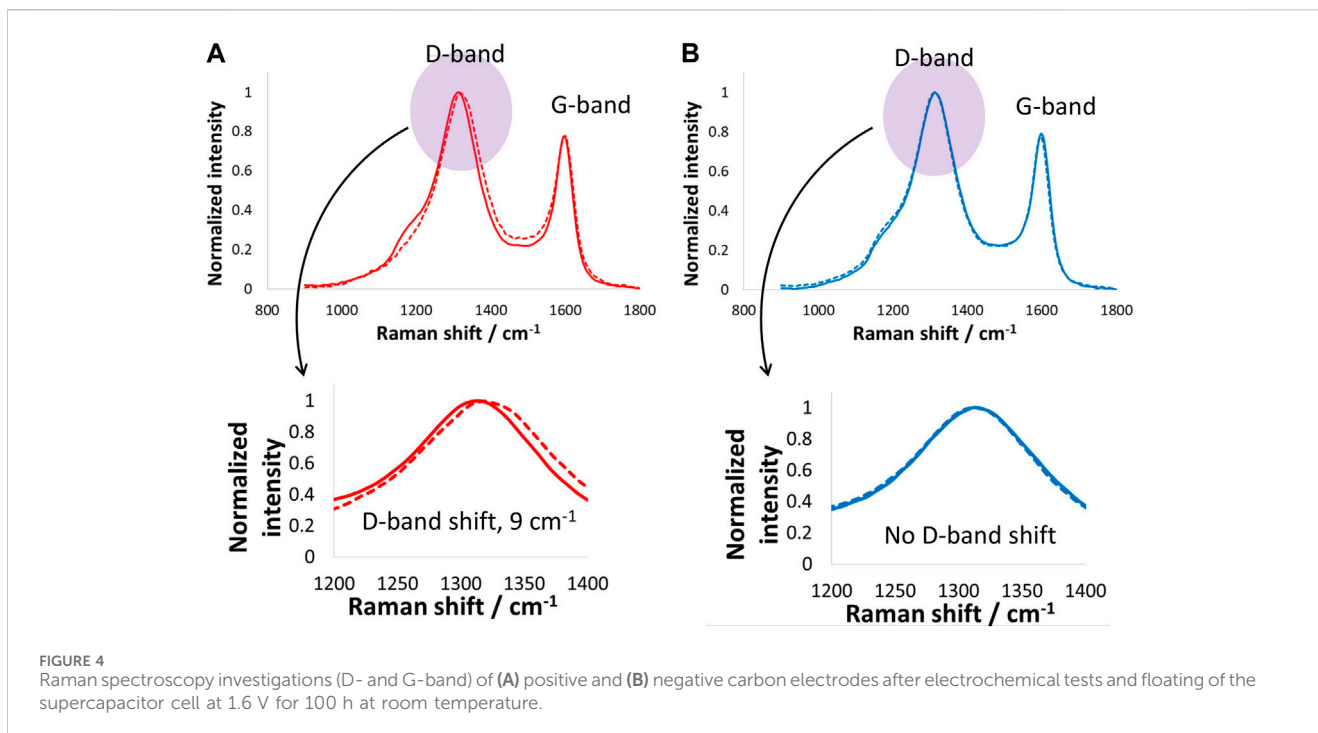 A
D-band
G-band
Normalized intensity
1
0.8
0.6
0.4
0.2
0
800 1000 1200 1400 1600 1800
Raman shift / cm⁻¹
Normalized
intensity
1
0.8
0.6
0.4
0.2
0
D-band shift, 9 cm⁻¹
1200 1250 1300 1350 1400
Raman shift / cm⁻¹
B
D-band
G-band
Normalized intensity
1
0.8
0.6
0.4
0.2
0
800 1000 1200 1400 1600 1800
Raman shift / cm⁻¹
Normalized
intensity
1
0.8
0.6
0.4
0.2
0
No D-band shift
1200 1250 1300 1350 1400
Raman shift / cm⁻¹
FIGURE 4
Raman spectroscopy investigations (D- and G-band) of (A) positive and (B) negative carbon electrodes after electrochemical tests and floating of the
supercapacitor cell at 1.6 V for 100 h at room temperature.